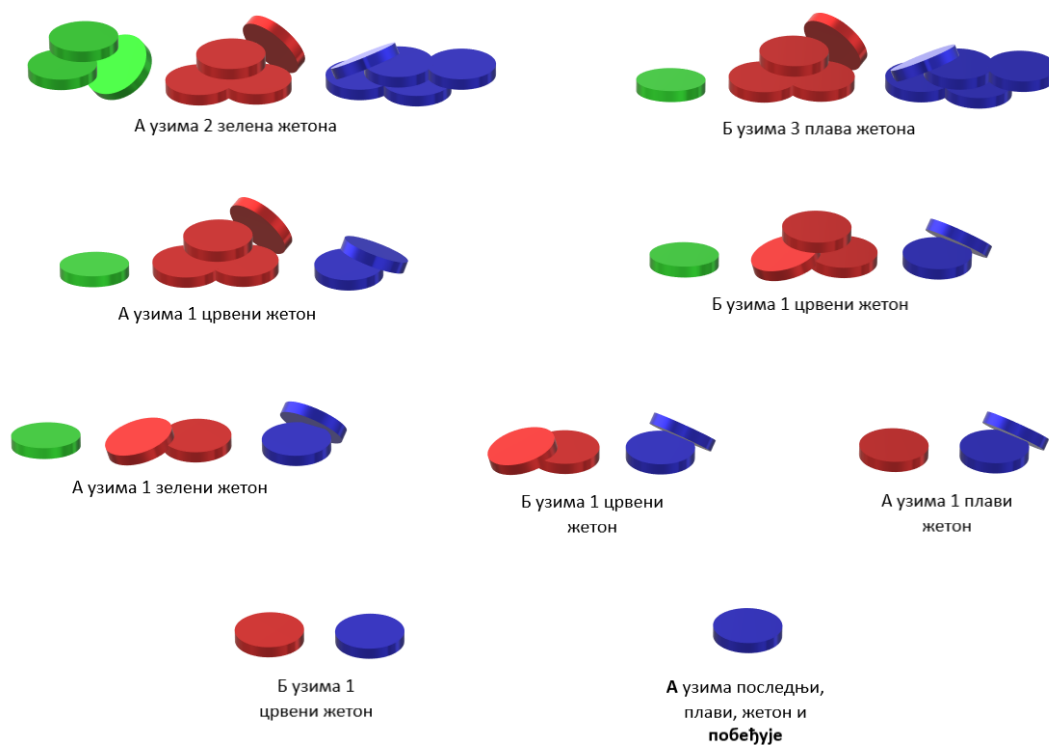 А узима 2 зелена жетона
Б узима 3 плава жетона
А узима 1 црвени жетон
Б узима 1 црвени жетон
А узима 1 зелени жетон
Б узима 1 црвени
жетон
А узима 1 плави
жетон
Б узима 1
црвени жетон
А узима последњи,
плави, жетон и
побеђује